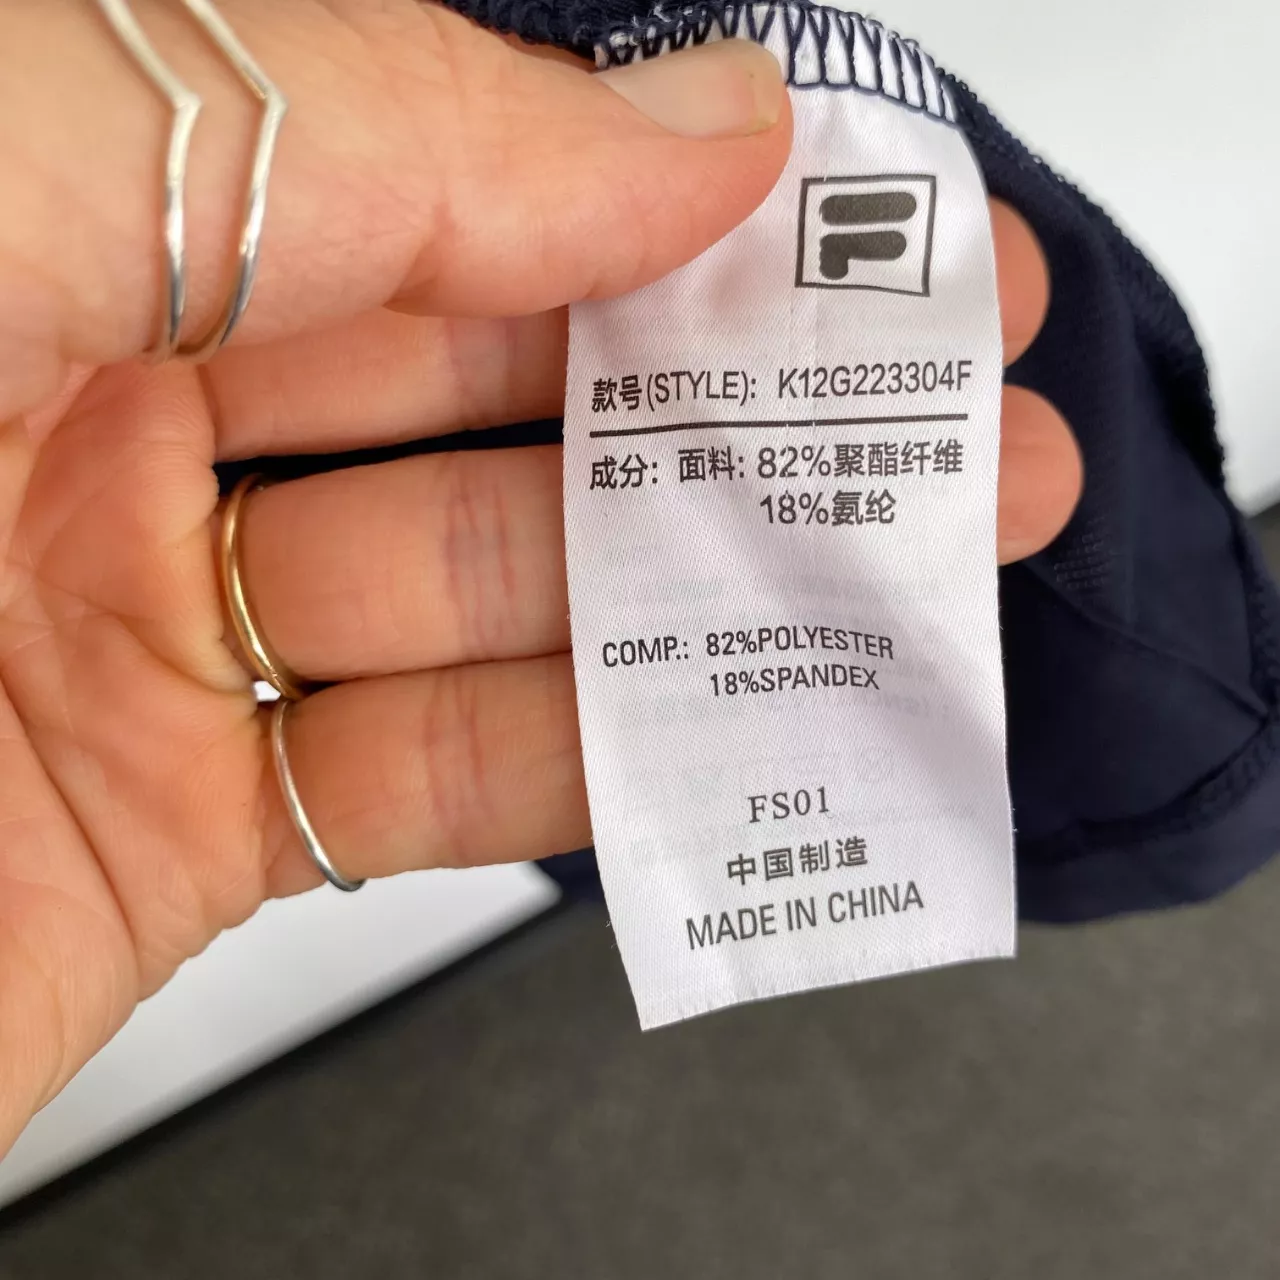 款号(STYLE): K12G223304F
成分: 面料: 82%聚酯纤维
18%氨纶
COMP.: 82%POLYESTER
18%SPANDEX
FS01
中国制造
MADE IN CHINA